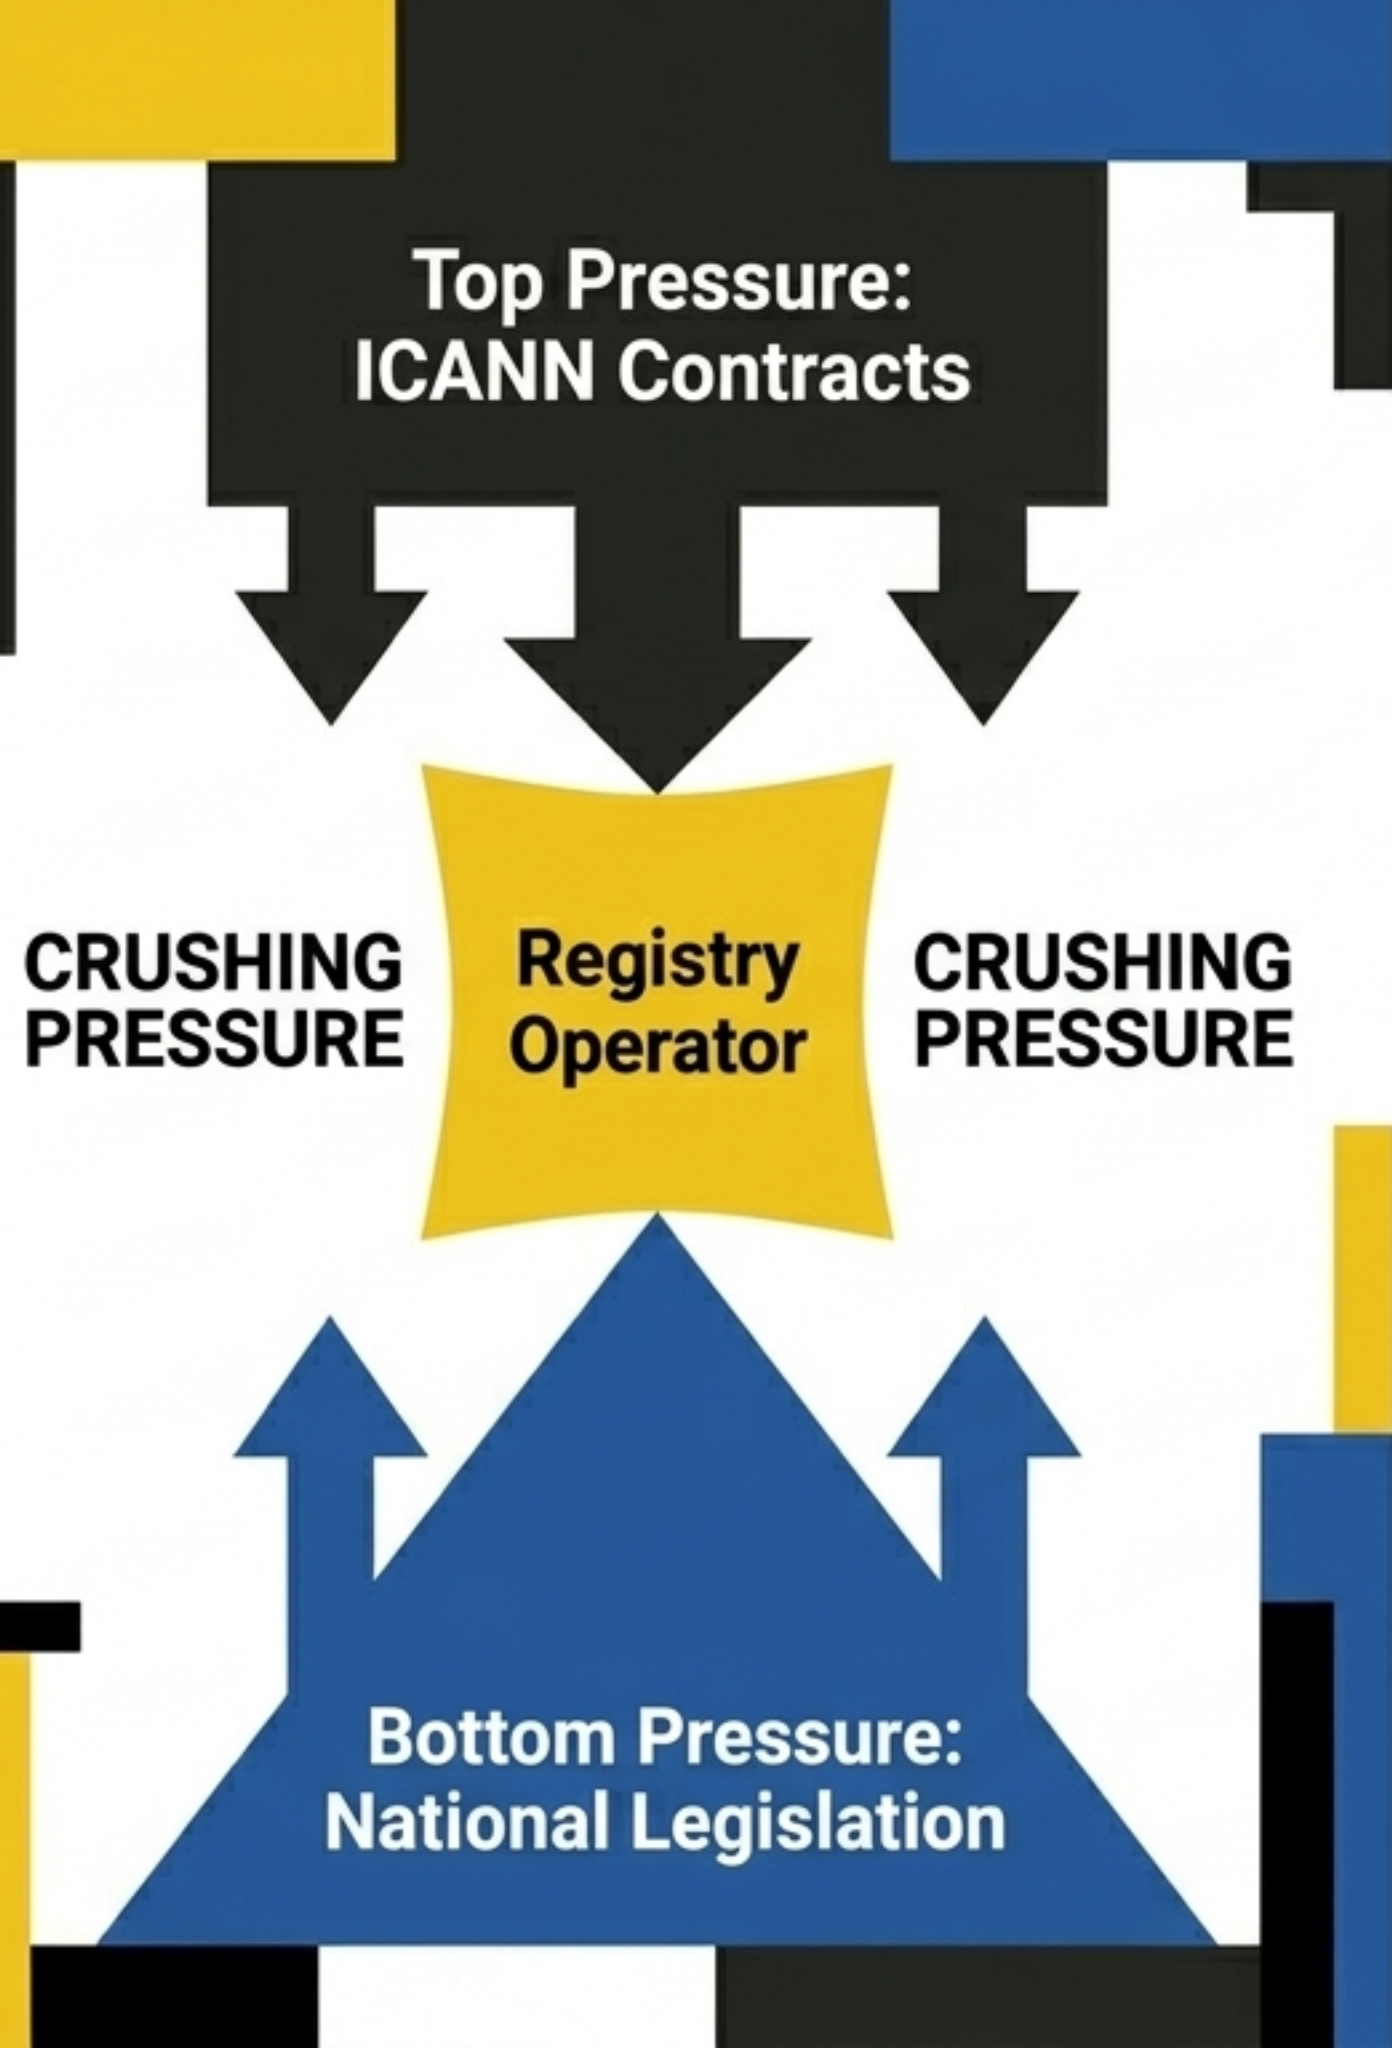 Top Pressure:
ICANN Contracts
CRUSHING
PRESSURE
Registry
Operator
CRUSHING
PRESSURE
Bottom Pressure:
National Legislation